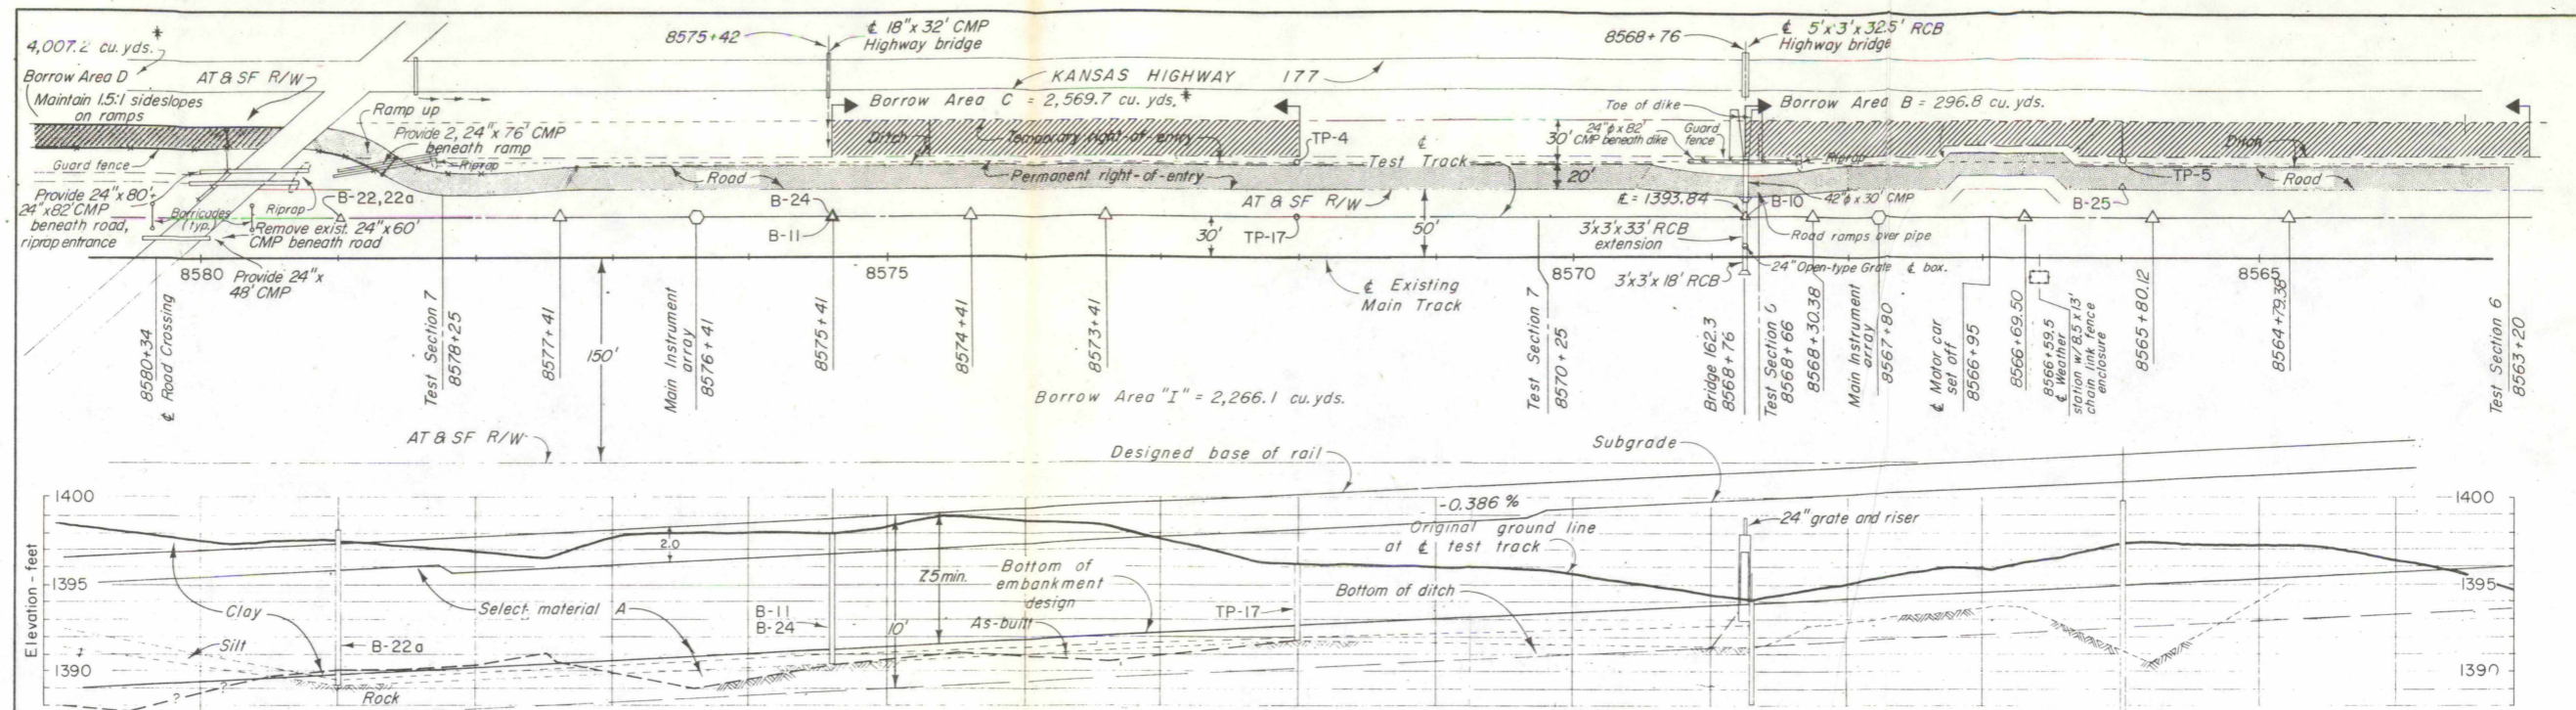 4,007.2 cu. yds.*
Borrow Area D
Maintain 1.5:1 sideslopes
on ramps
AT & SF R/W
Ramp up
Provide 2, 24" x 76' CMP
beneath ramp
Riprap
Guard fence
Provide 24" x 80'
24" x 82' CMP
beneath road,
riprap entrance
Barricades
(typ.)
Riprap
Remove exist. 24" x 60'
CMP beneath road
Provide 24" x
48' CMP
B-22,22a
8575+42
℄ 18" x 32' CMP
Highway bridge
KANSAS HIGHWAY 177
Borrow Area C = 2,569.7 cu. yds.*
Ditch
Temporary right-of-entry
TP-4
℄
Test Track
Road
Permanent right-of-entry
B-24
B-11
AT & SF R/W
30'
TP-17
50'
8568+76
℄ 5'x 3'x 32.5' RCB
Highway bridge
Toe of dike
Borrow Area B = 296.8 cu. yds.
30'
24"φ x 82'
CMP beneath dike
Guard
fence
Riprap
Ditch
20'
TP-5
Road
42"φ x 30' CMP
B-10
B-25
℄ = 1393.84
3'x 3'x 33' RCB
extension
Road ramps over pipe
24" Open-type Grate ℄ box.
3'x 3'x 18' RCB
8580
8575
8570
8565
℄ Existing
Main Track
8580+34
℄ Road Crossing
Test Section 7
8578+25
8577+41
150'
Main Instrument
array
8576+41
8575+41
8574+41
8573+41
Test Section 7
8570+25
Bridge 162.3
8568+76
Test Section 6
8568+66
8568+30.38
Main Instrument
array
8567+80
℄ Motor car
set off
8566+95
8566+69.50
8566+59.5
℄ Weather
station w/ 8.5 x 13'
chain link fence
enclosure
8565+80.12
8564+79.38
Test Section 6
8563+20
Borrow Area "I" = 2,266.1 cu. yds.
AT & SF R/W
Designed base of rail
Subgrade
1400
1395
1390
Elevation - feet
-0.386 %
Original ground line
at ℄ test track
24" grate and riser
1400
1395
1390
2.0
7.5 min.
10'
Bottom of
embankment
design
Bottom of ditch
Clay
Select material A
B-11
B-24
TP-17
As-built
Silt
B-22a
?
?
Rock